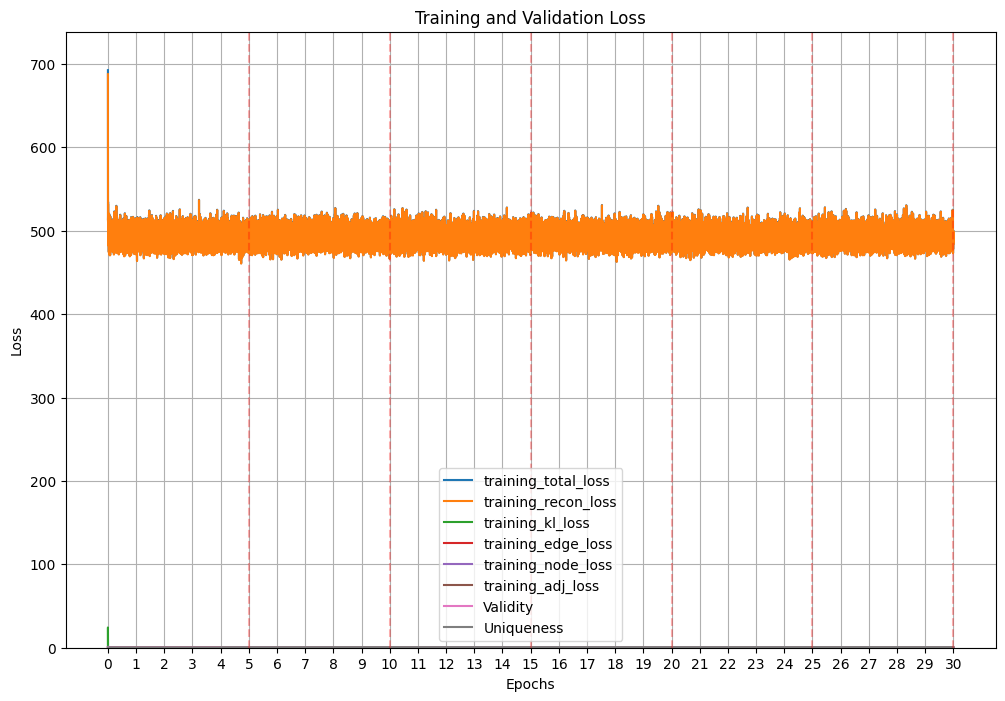 Training and Validation Loss
700
600
500
400
300
200
100
0
Loss
training_total_loss
training_recon_loss
training_kl_loss
training_edge_loss
training_node_loss
training_adj_loss
Validity
Uniqueness
0 1 2 3 4 5 6 7 8 9 10 11 12 13 14 15 16 17 18 19 20 21 22 23 24 25 26 27 28 29 30
Epochs